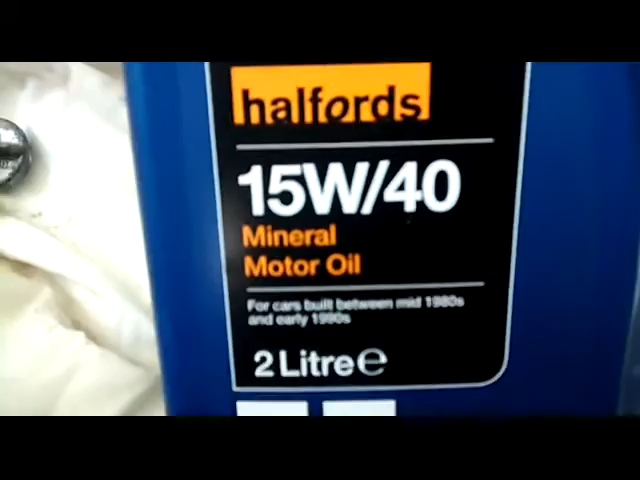 halfords
15W/40
Mineral
Motor Oil
For cars built between mid 1980s
and early 1990s
2 Litre e